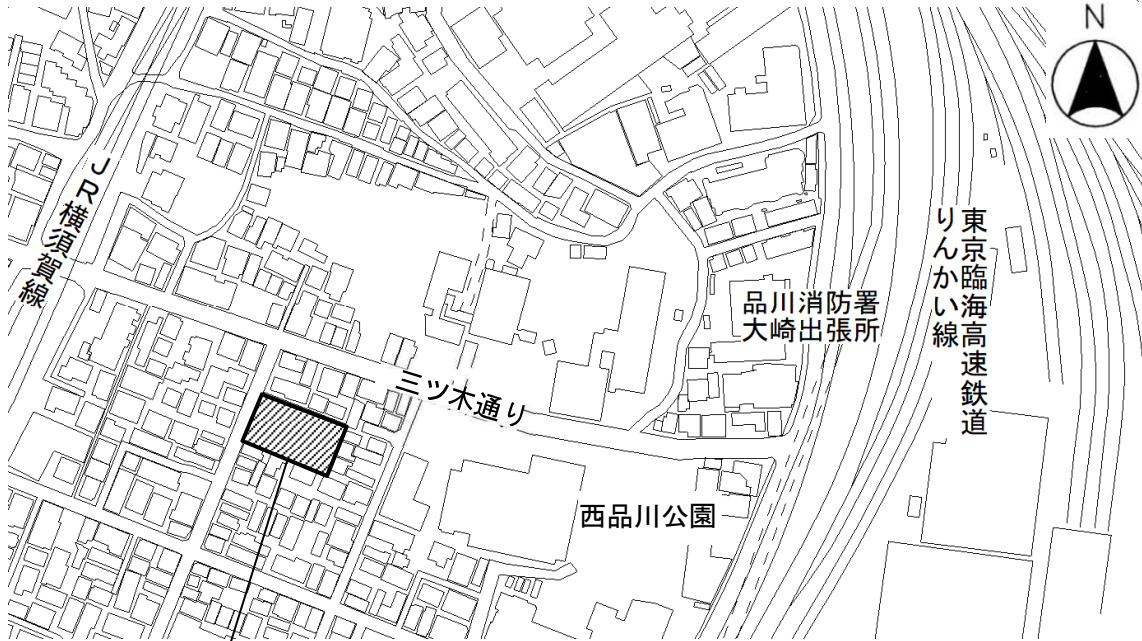 N
JR横須賀線
東京臨海高速鉄道
りんかい線
品川消防署
大崎出張所
三ツ木通り
西品川公園